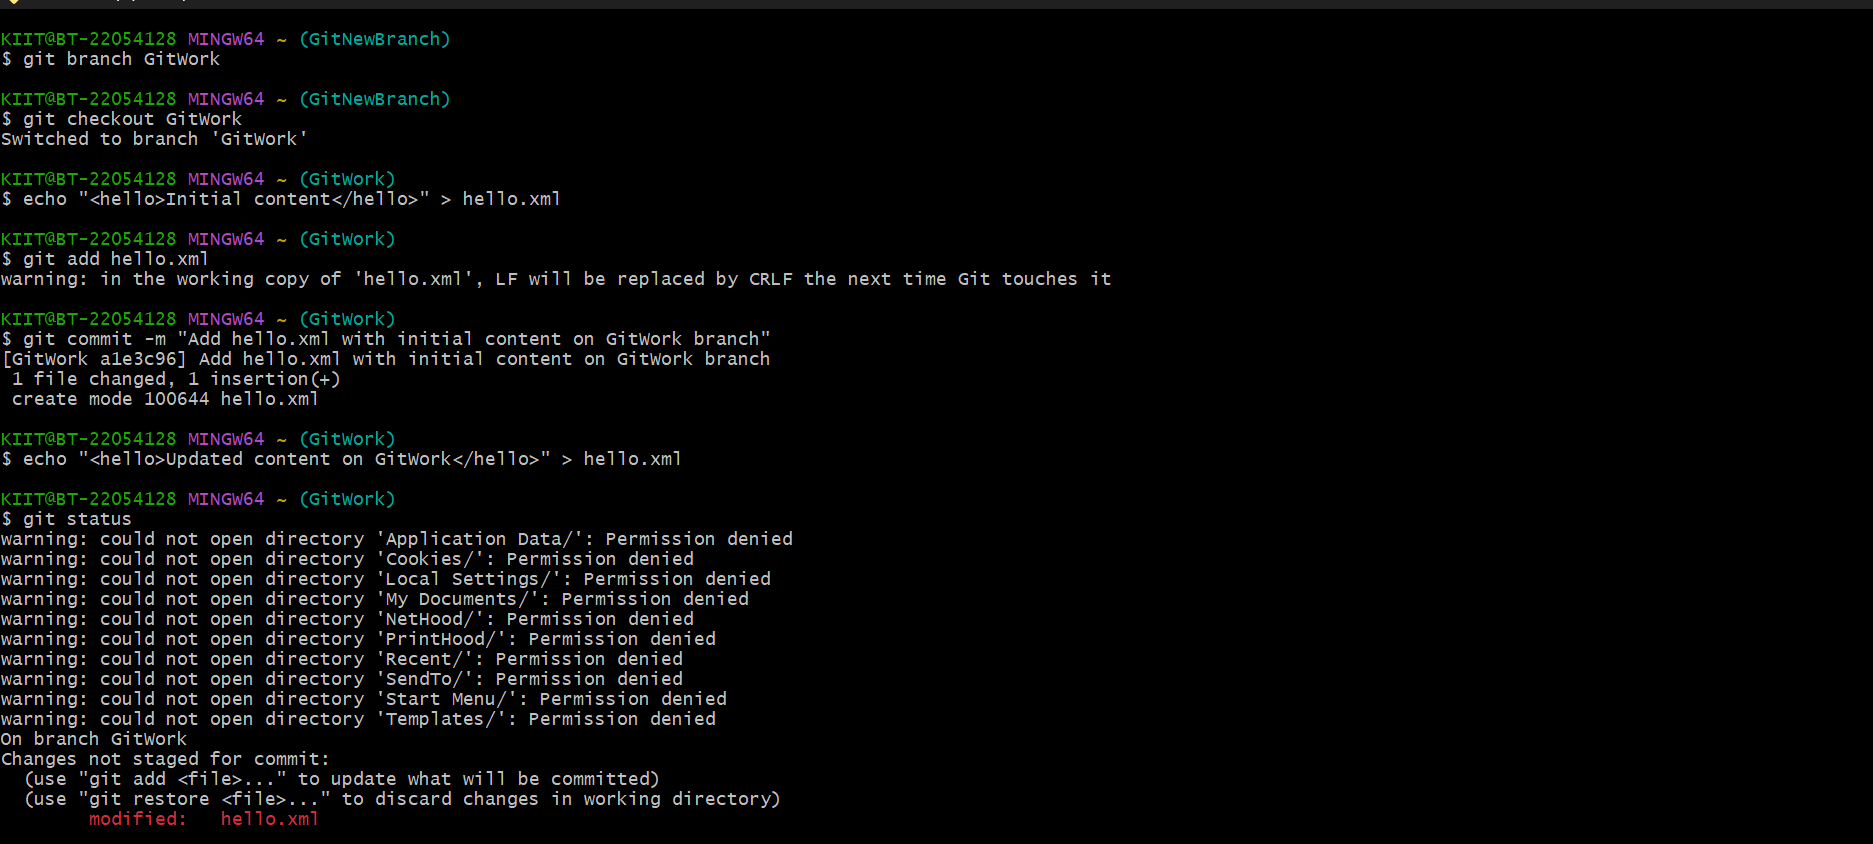 KIIT@BT-22054128 MINGW64 ~ (GitNewBranch)
$ git branch GitWork
KIIT@BT-22054128 MINGW64 ~ (GitNewBranch)
$ git checkout GitWork
Switched to branch 'GitWork'
KIIT@BT-22054128 MINGW64 ~ (GitWork)
$ echo "<hello>Initial content</hello>" > hello.xml
KIIT@BT-22054128 MINGW64 ~ (GitWork)
$ git add hello.xml
warning: in the working copy of 'hello.xml', LF will be replaced by CRLF the next time Git touches it
KIIT@BT-22054128 MINGW64 ~ (GitWork)
$ git commit -m "Add hello.xml with initial content on GitWork branch"
[GitWork a1e3c96] Add hello.xml with initial content on GitWork branch
 1 file changed, 1 insertion(+)
 create mode 100644 hello.xml
KIIT@BT-22054128 MINGW64 ~ (GitWork)
$ echo "<hello>Updated content on GitWork</hello>" > hello.xml
KIIT@BT-22054128 MINGW64 ~ (GitWork)
$ git status
warning: could not open directory 'Application Data/': Permission denied
warning: could not open directory 'Cookies/': Permission denied
warning: could not open directory 'Local Settings/': Permission denied
warning: could not open directory 'My Documents/': Permission denied
warning: could not open directory 'NetHood/': Permission denied
warning: could not open directory 'PrintHood/': Permission denied
warning: could not open directory 'Recent/': Permission denied
warning: could not open directory 'SendTo/': Permission denied
warning: could not open directory 'Start Menu/': Permission denied
warning: could not open directory 'Templates/': Permission denied
On branch GitWork
Changes not staged for commit:
  (use "git add <file>..." to update what will be committed)
  (use "git restore <file>..." to discard changes in working directory)
        modified:   hello.xml